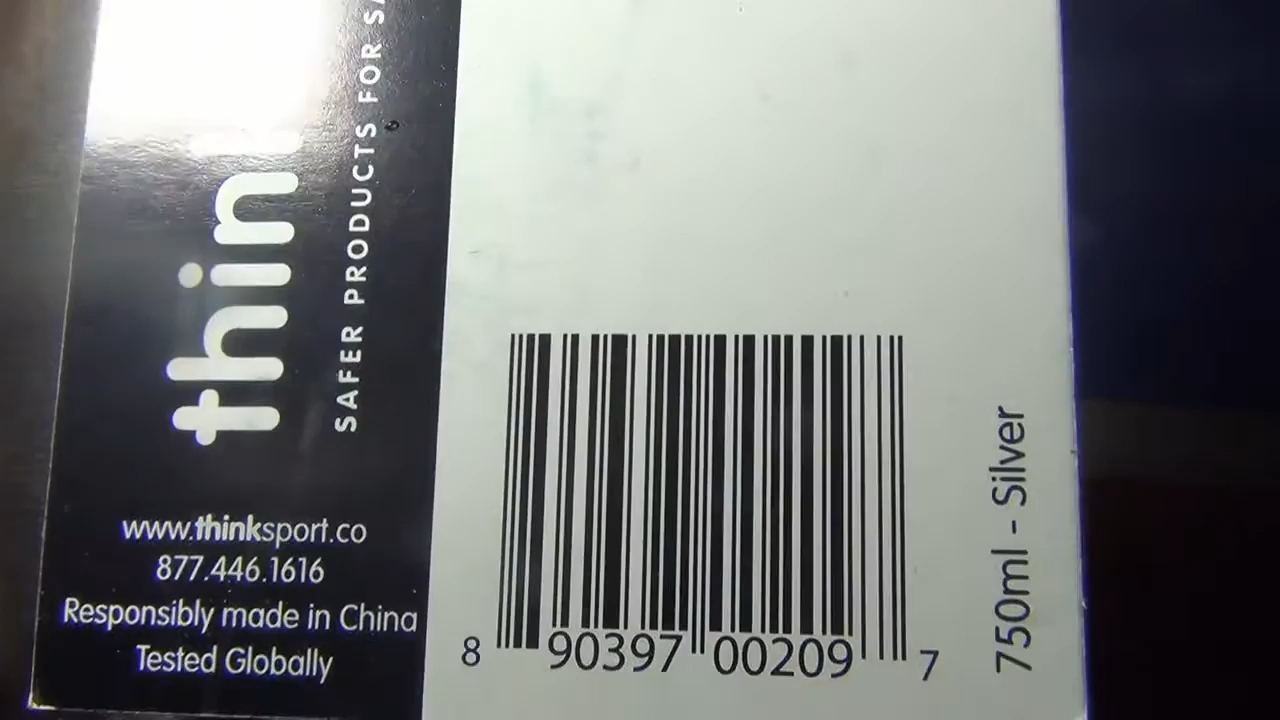 thin
SAFER PRODUCTS FOR
www.thinksport.co
877.446.1616
Responsibly made in China
Tested Globally
8 90397 00209 7
750ml - Silver